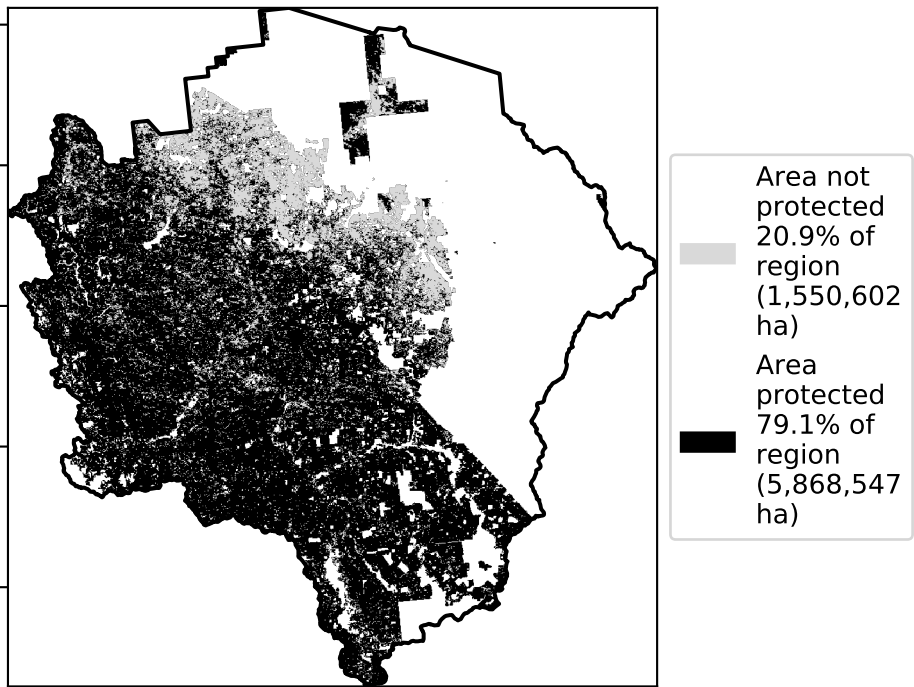 Area not
protected
20.9% of
region
(1,550,602
ha)
Area
protected
79.1% of
region
(5,868,547
ha)